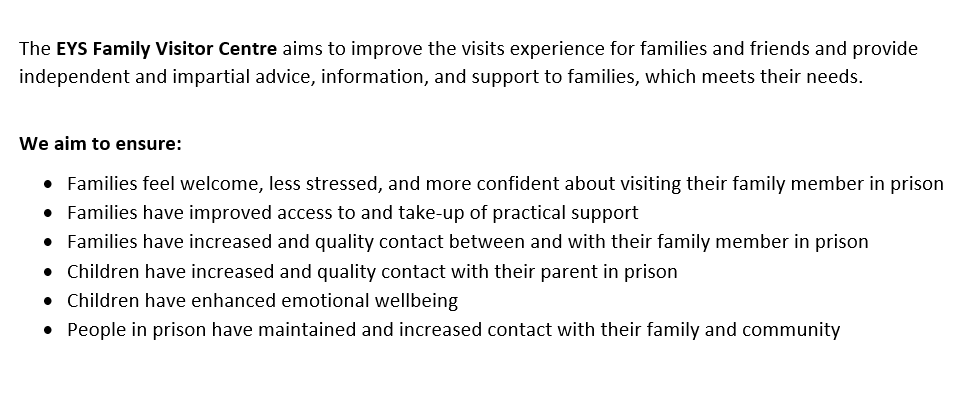 The EYS Family Visitor Centre aims to improve the visits experience for families and friends and provide
independent and impartial advice, information, and support to families, which meets their needs.
We aim to ensure:
• Families feel welcome, less stressed, and more confident about visiting their family member in prison
• Families have improved access to and take-up of practical support
• Families have increased and quality contact between and with their family member in prison
• Children have increased and quality contact with their parent in prison
• Children have enhanced emotional wellbeing
• People in prison have maintained and increased contact with their family and community